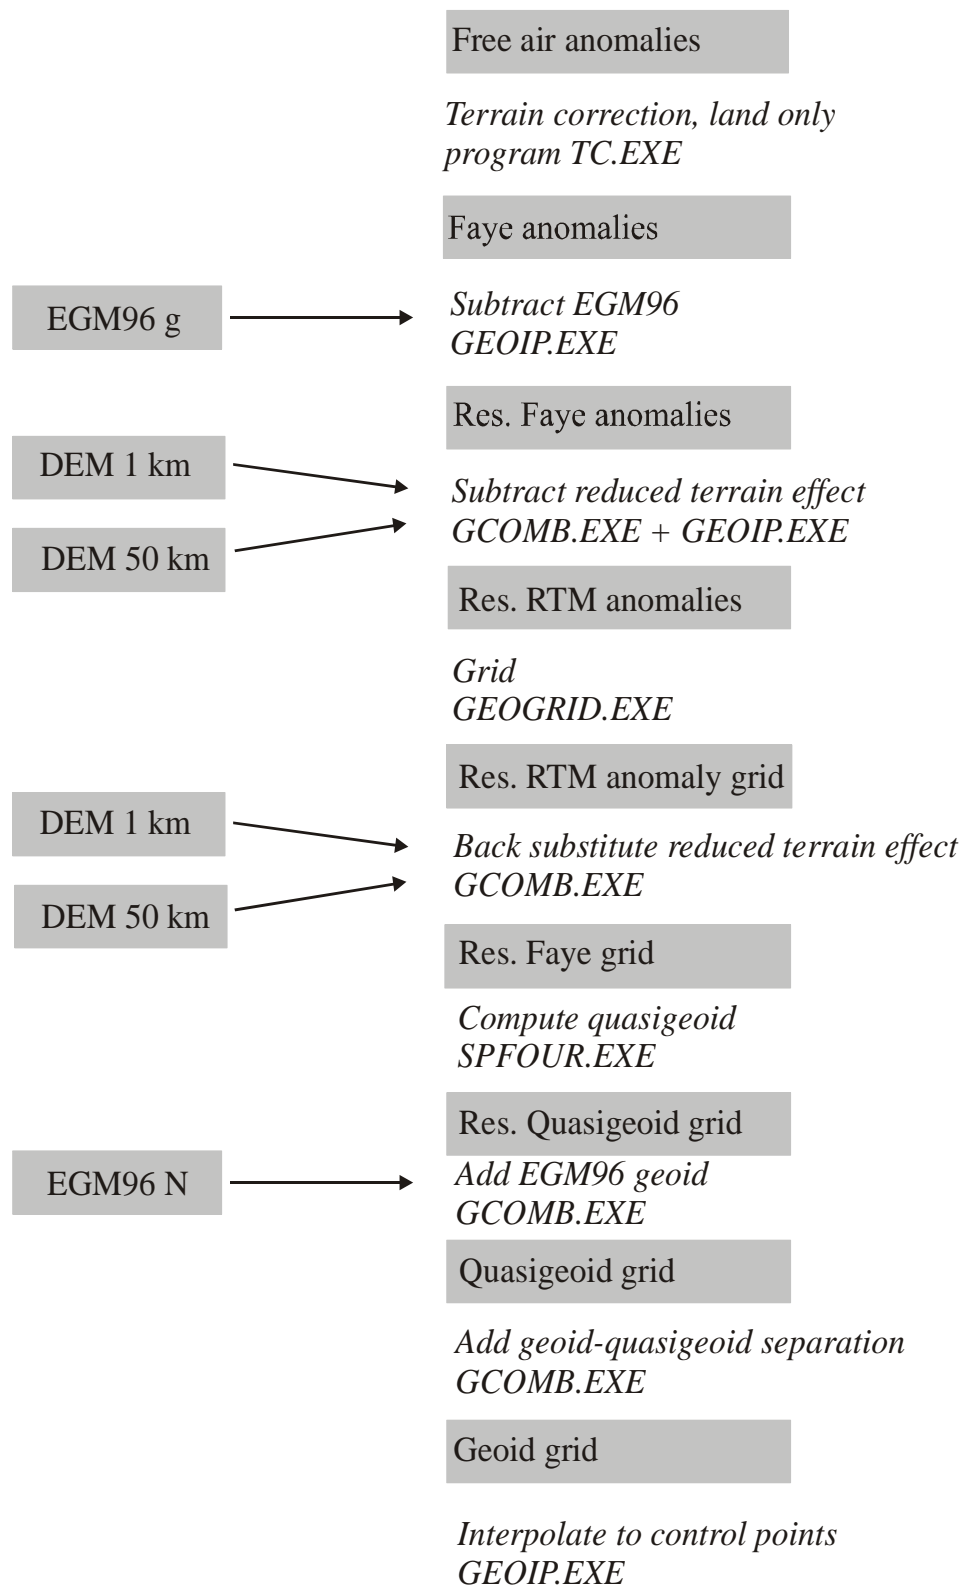 Free air anomalies
Terrain correction, land only
program TC.EXE
Faye anomalies
EGM96 g
Subtract EGM96
GEOIP.EXE
Res. Faye anomalies
DEM 1 km
Subtract reduced terrain effect
GCOMB.EXE + GEOIP.EXE
DEM 50 km
Res. RTM anomalies
Grid
GEOGRID.EXE
Res. RTM anomaly grid
DEM 1 km
Back substitute reduced terrain effect
GCOMB.EXE
DEM 50 km
Res. Faye grid
Compute quasigeoid
SPFOUR.EXE
Res. Quasigeoid grid
EGM96 N
Add EGM96 geoid
GCOMB.EXE
Quasigeoid grid
Add geoid-quasigeoid separation
GCOMB.EXE
Geoid grid
Interpolate to control points
GEOIP.EXE